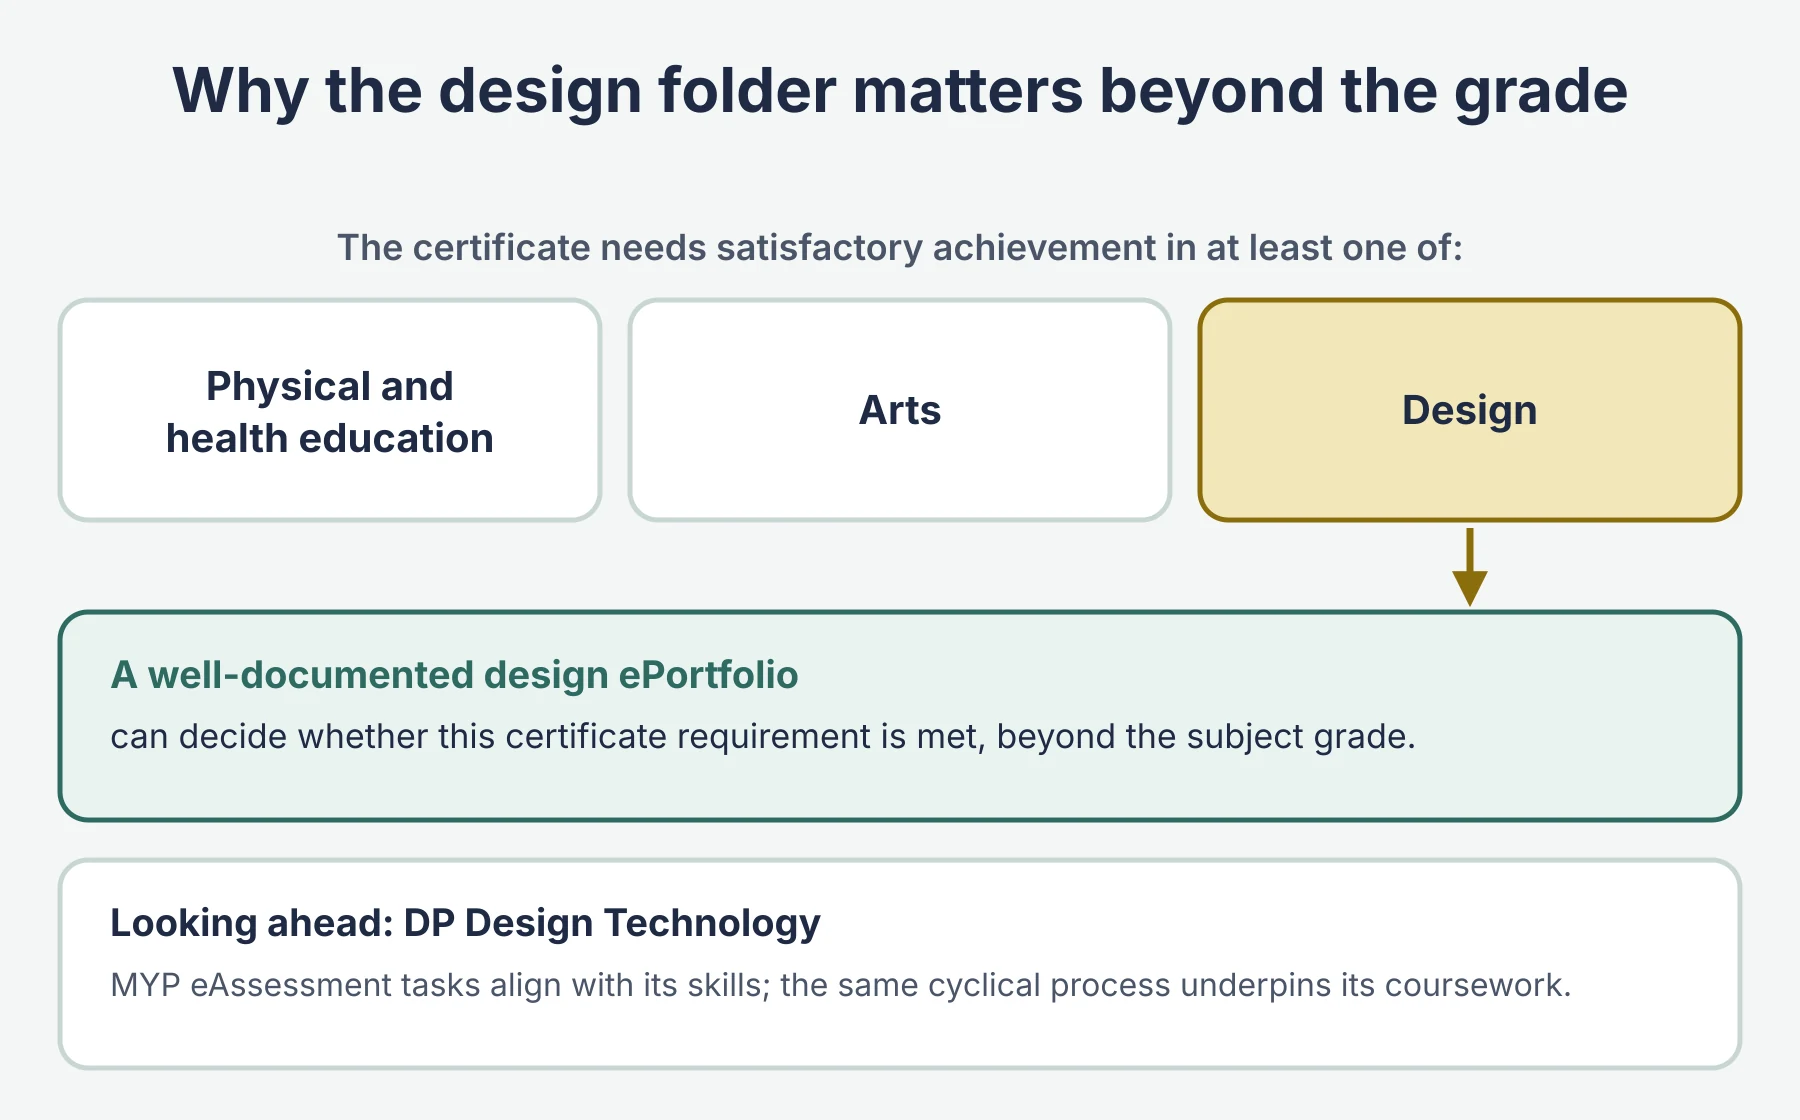 Why the design folder matters beyond the grade
The certificate needs satisfactory achievement in at least one of:
Physical and
health education
Arts
Design
A well-documented design ePortfolio
can decide whether this certificate requirement is met, beyond the subject grade.
Looking ahead: DP Design Technology
MYP eAssessment tasks align with its skills; the same cyclical process underpins its coursework.